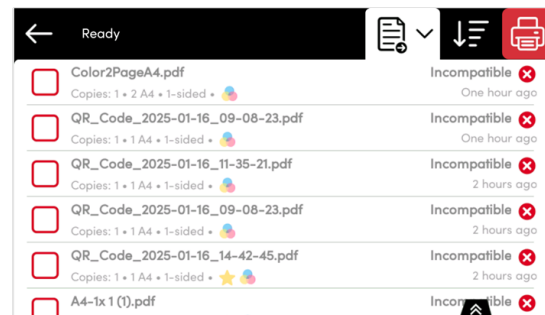 Ready
Color2PageA4.pdf Incompatible
Copies: 1 • 2 A4 • 1-sided • One hour ago
QR_Code_2025-01-16_09-08-23.pdf Incompatible
Copies: 1 • 1 A4 • 1-sided • One hour ago
QR_Code_2025-01-16_11-35-21.pdf Incompatible
Copies: 1 • 1 A4 • 1-sided • 2 hours ago
QR_Code_2025-01-16_09-08-23.pdf Incompatible
Copies: 1 • 1 A4 • 1-sided • 2 hours ago
QR_Code_2025-01-16_14-42-45.pdf Incompatible
Copies: 1 • 1 A4 • 1-sided • 2 hours ago
A4-1x 1 (1).pdf